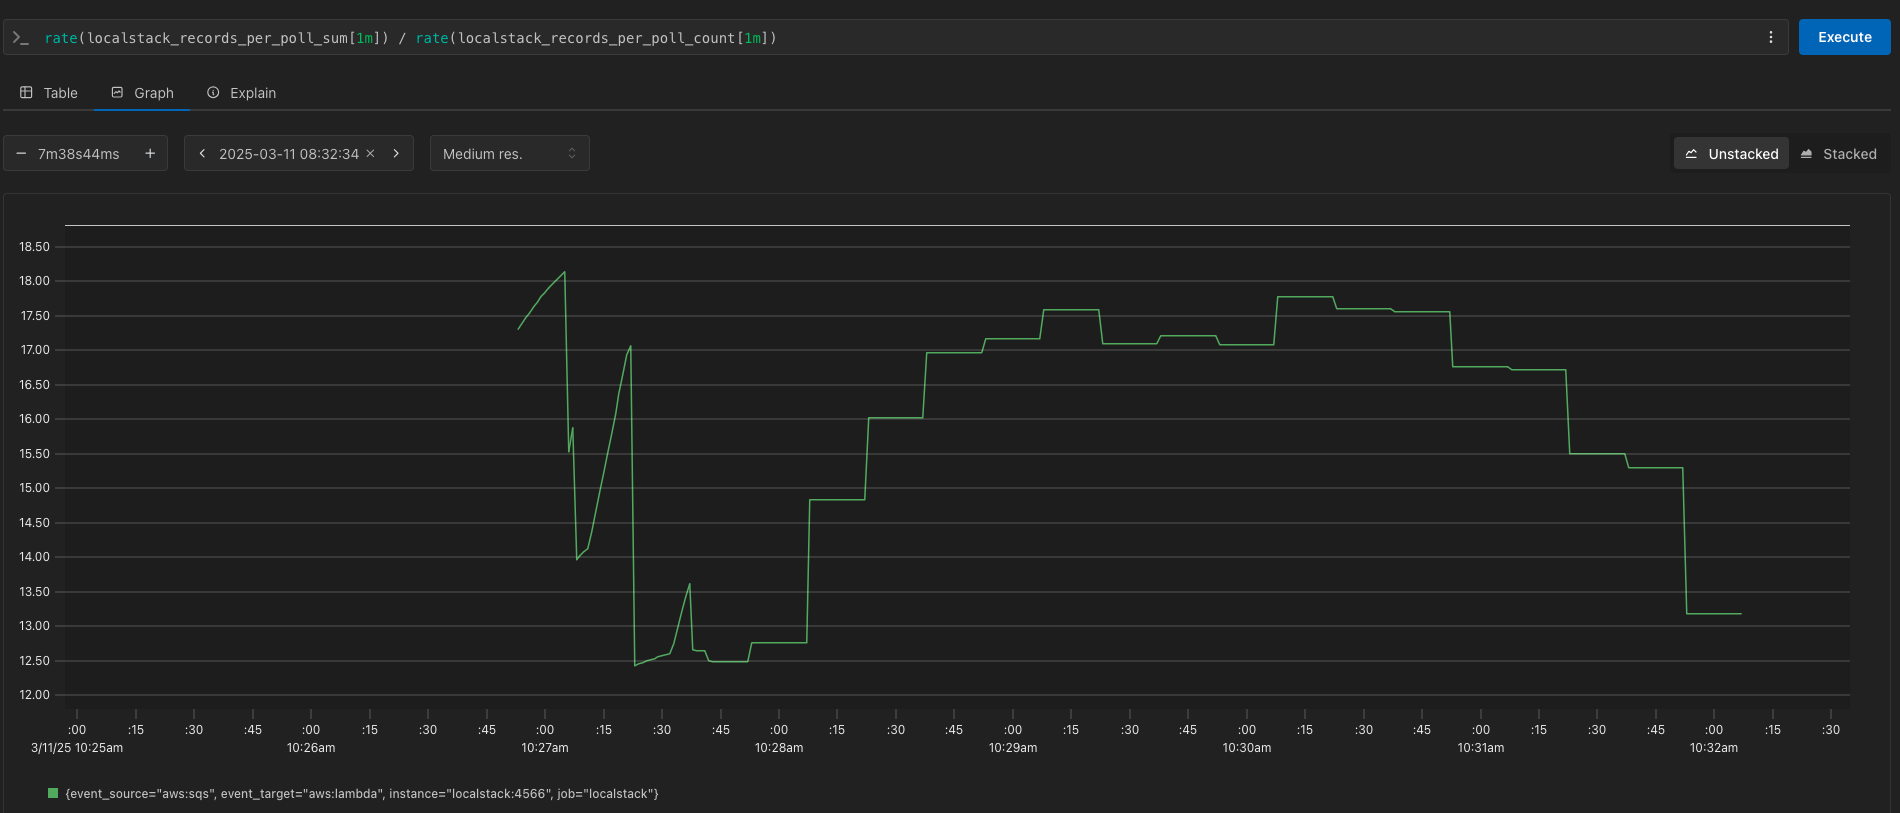 rate(localstack_records_per_poll_sum[1m]) / rate(localstack_records_per_poll_count[1m])
Execute
Table Graph Explain
7m38s44ms 2025-03-11 08:32:34 Medium res. Unstacked Stacked
18.50
18.00
17.50
17.00
16.50
16.00
15.50
15.00
14.50
14.00
13.50
13.00
12.50
12.00
:00 :15 :30 :45 :00 :15 :30 :45 :00 :15 :30 :45 :00 :15 :30 :45 :00 :15 :30 :45 :00 :15 :30 :45 :00 :15 :30 :45 :00 :15 :30
3/11/25 10:25am 10:26am 10:27am 10:28am 10:29am 10:30am 10:31am 10:32am
{event_source="aws:sqs", event_target="aws:lambda", instance="localstack:4566", job="localstack"}